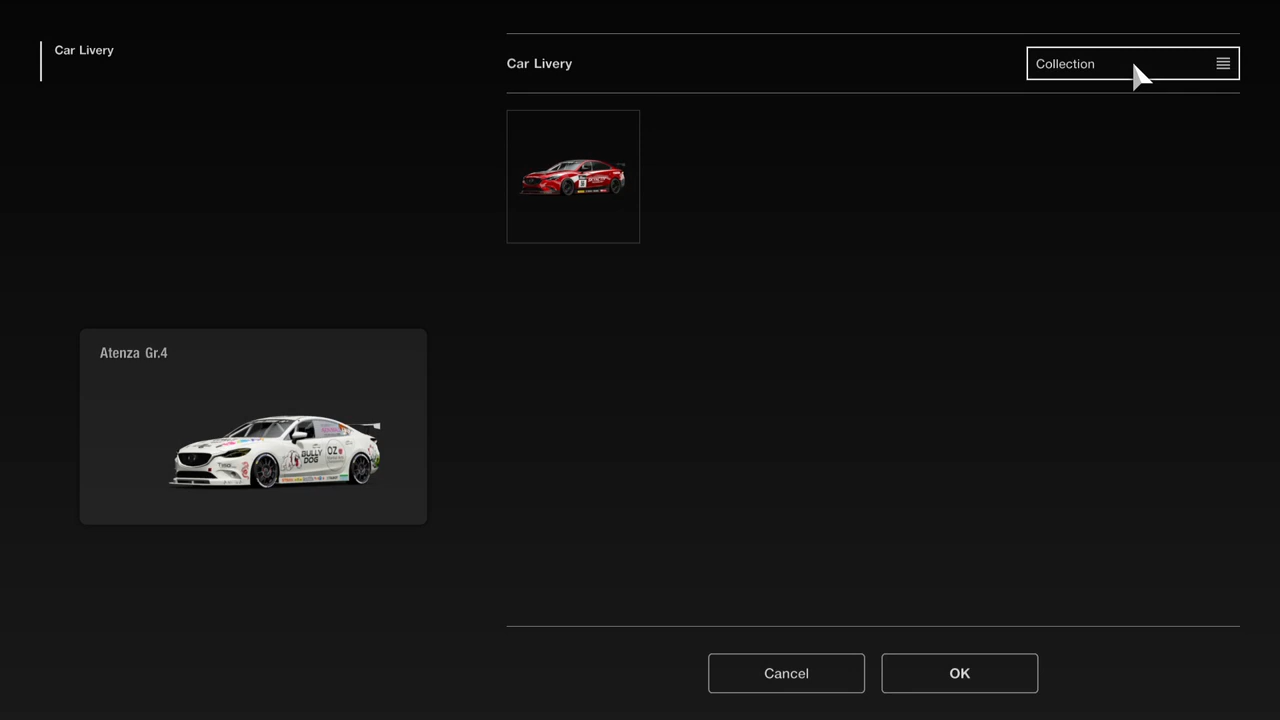 Car Livery
Car Livery
Collection
Atenza Gr.4
BULLY
DOG
OZ
Cancel
OK